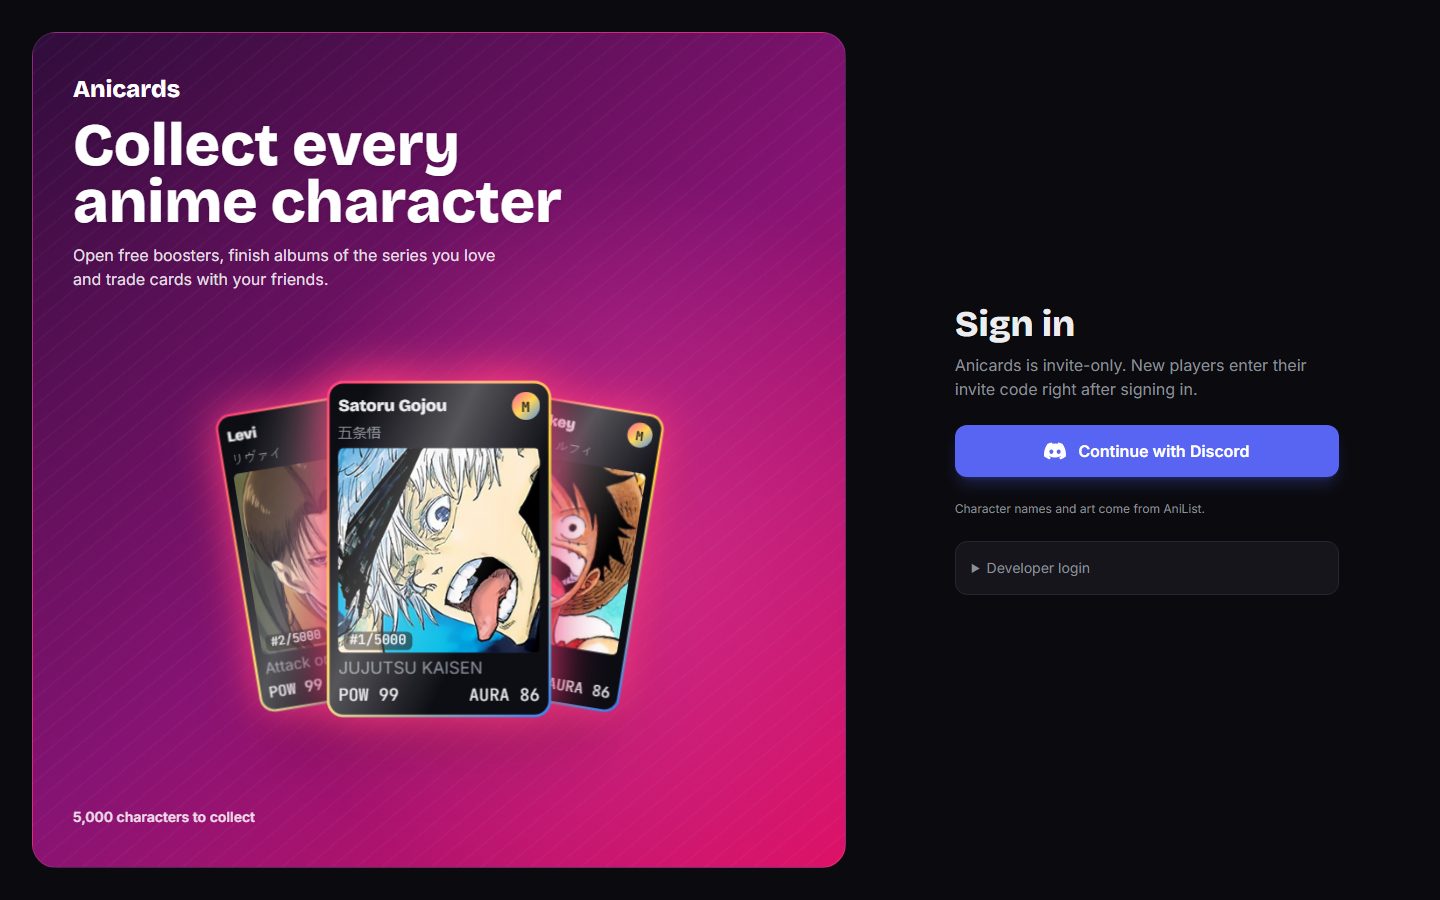 Anicards
Collect every
anime character
Open free boosters, finish albums of the series you love
and trade cards with your friends.
Levi
リヴァイ
#2/5000
Attack
POW 99
Satoru Gojou
M
五条悟
#1/5000
JUJUTSU KAISEN
POW 99 AURA 86
M
ルフィ
AURA 86
5,000 characters to collect
Sign in
Anicards is invite-only. New players enter their
invite code right after signing in.
Continue with Discord
Character names and art come from AniList.
▶ Developer login